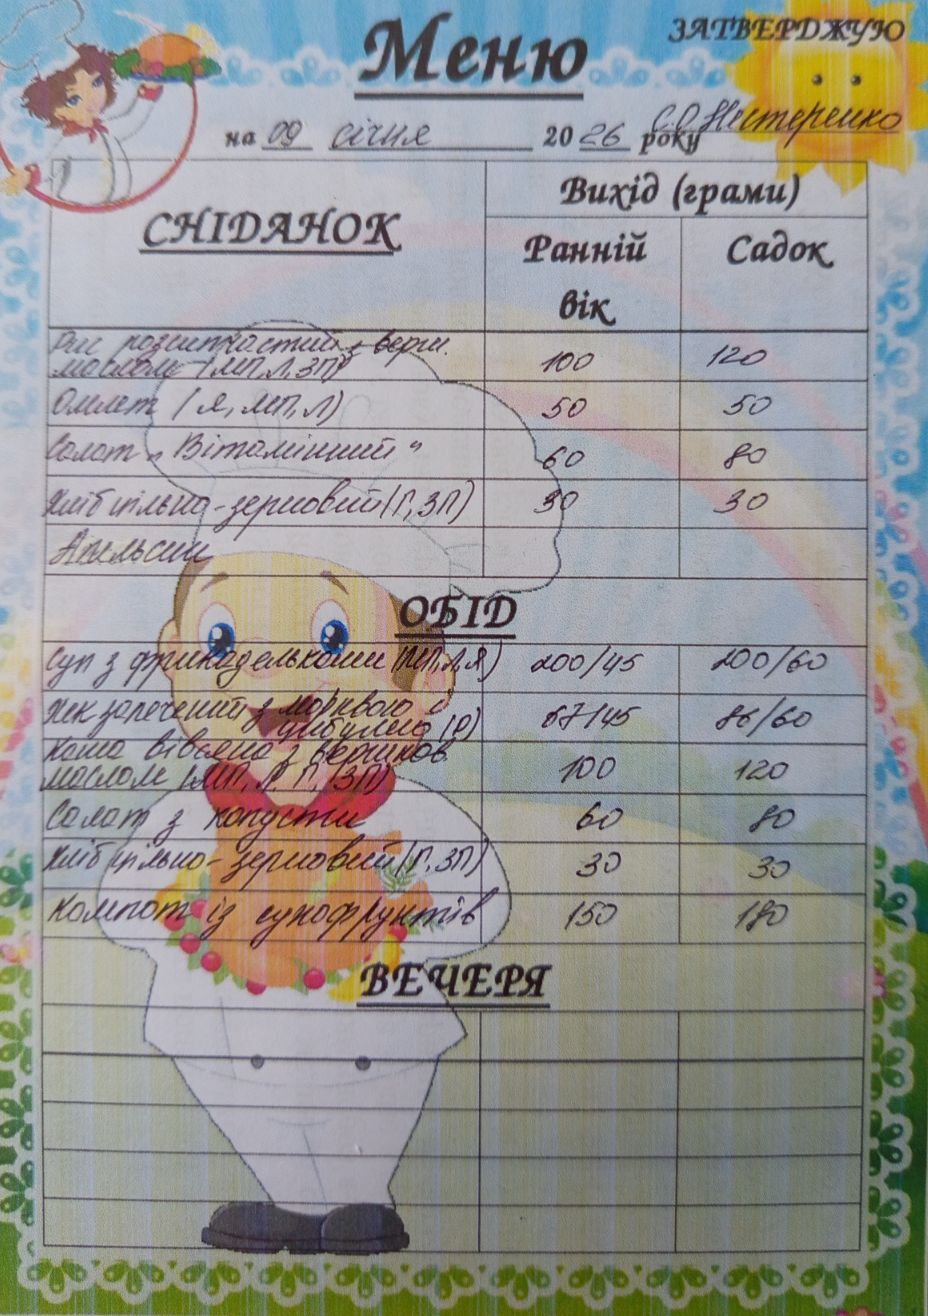 ЗАТВЕРДЖУЮ
Меню
С.О. Нестеренко
на 09 січня 2026 року
СНІДАНОК
Вихід (грами)
Ранній вік
Садок
Рис розсипчастий з верш.
маслом (МП, Л, ЗП) 100 120
Омлет (Я, МП, Л) 50 50
Салат „Вітамінний“ 60 80
Хліб цільно-зерновий (Г, ЗП) 30 30
Апельсин
ОБІД
Суп з фрикадельками (МП, Л, Я) 200/45 200/60
Хек запечений з морквою і
цибулею (Р) 67/45 86/60
Каша вівсяна з вершков.
маслом (МП, Л, Г, ЗП) 100 120
Салат з капусти 60 80
Хліб цільно-зерновий (Г, ЗП) 30 30
Компот із сухофруктів 150 180
ВЕЧЕРЯ